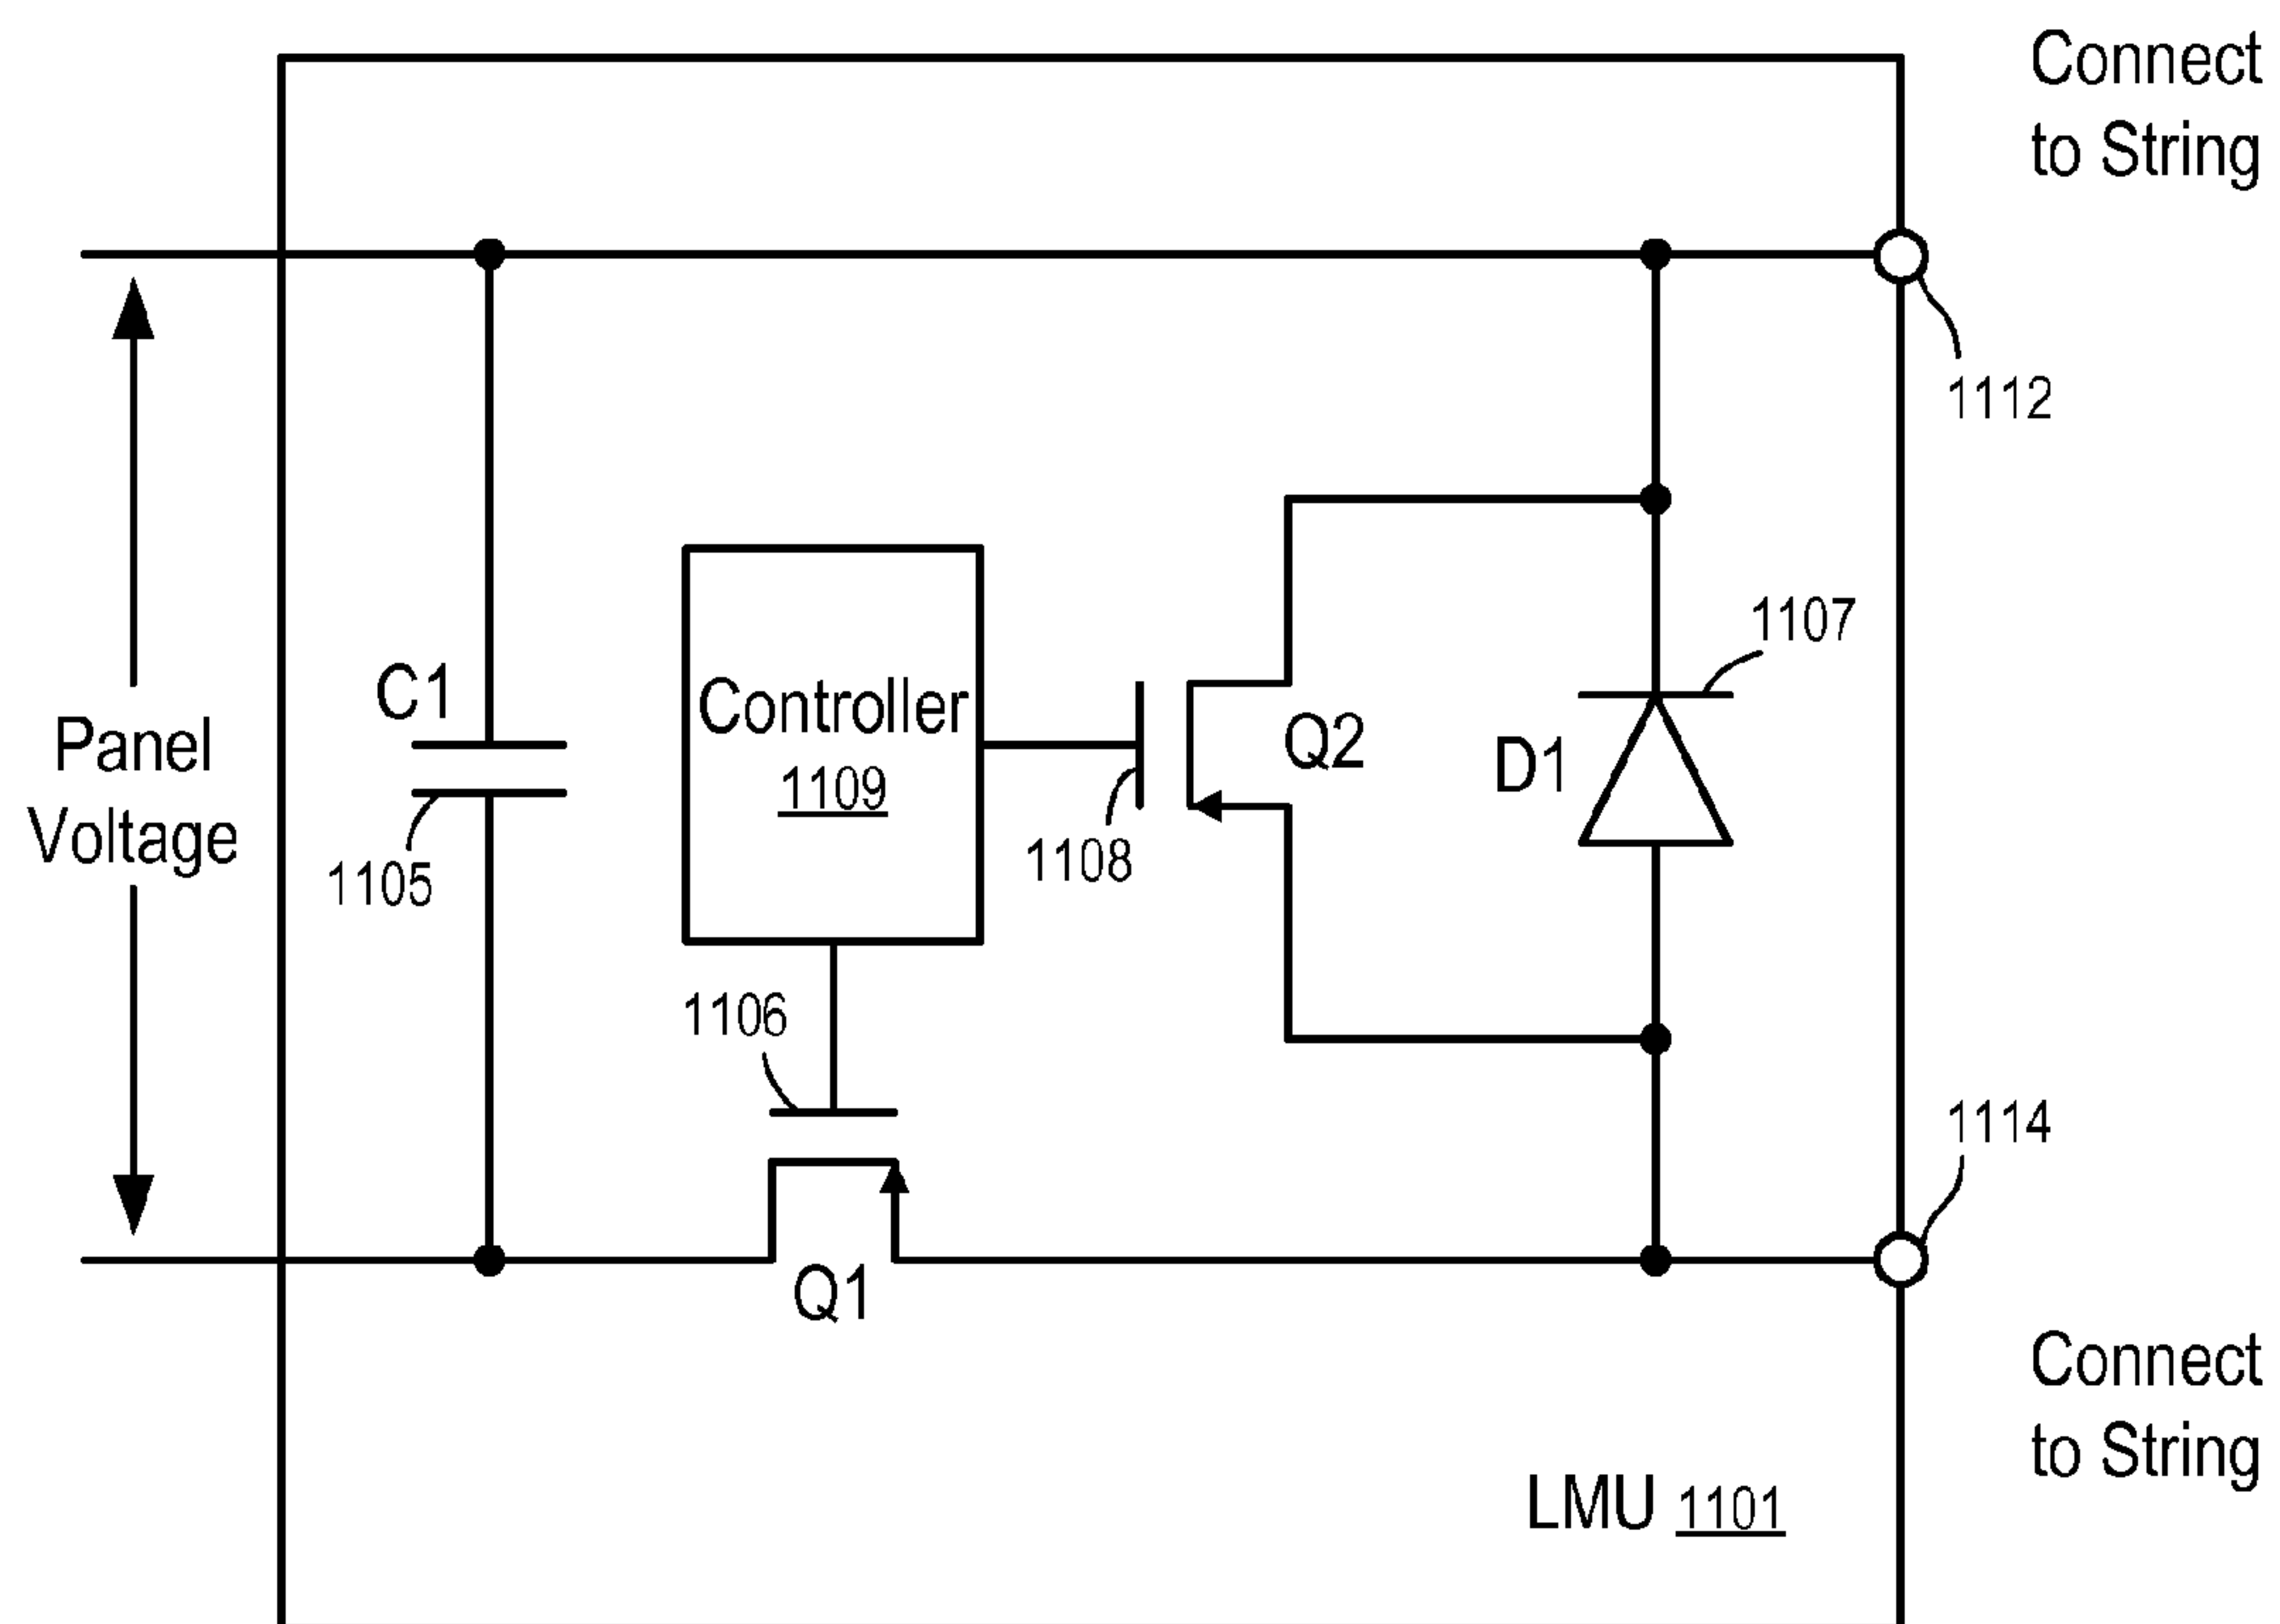 Connect
to String
1112
1107
C1
Controller
1109
Q2
D1
Panel
Voltage
1105
1108
1106
1114
Q1
Connect
to String
LMU 1101